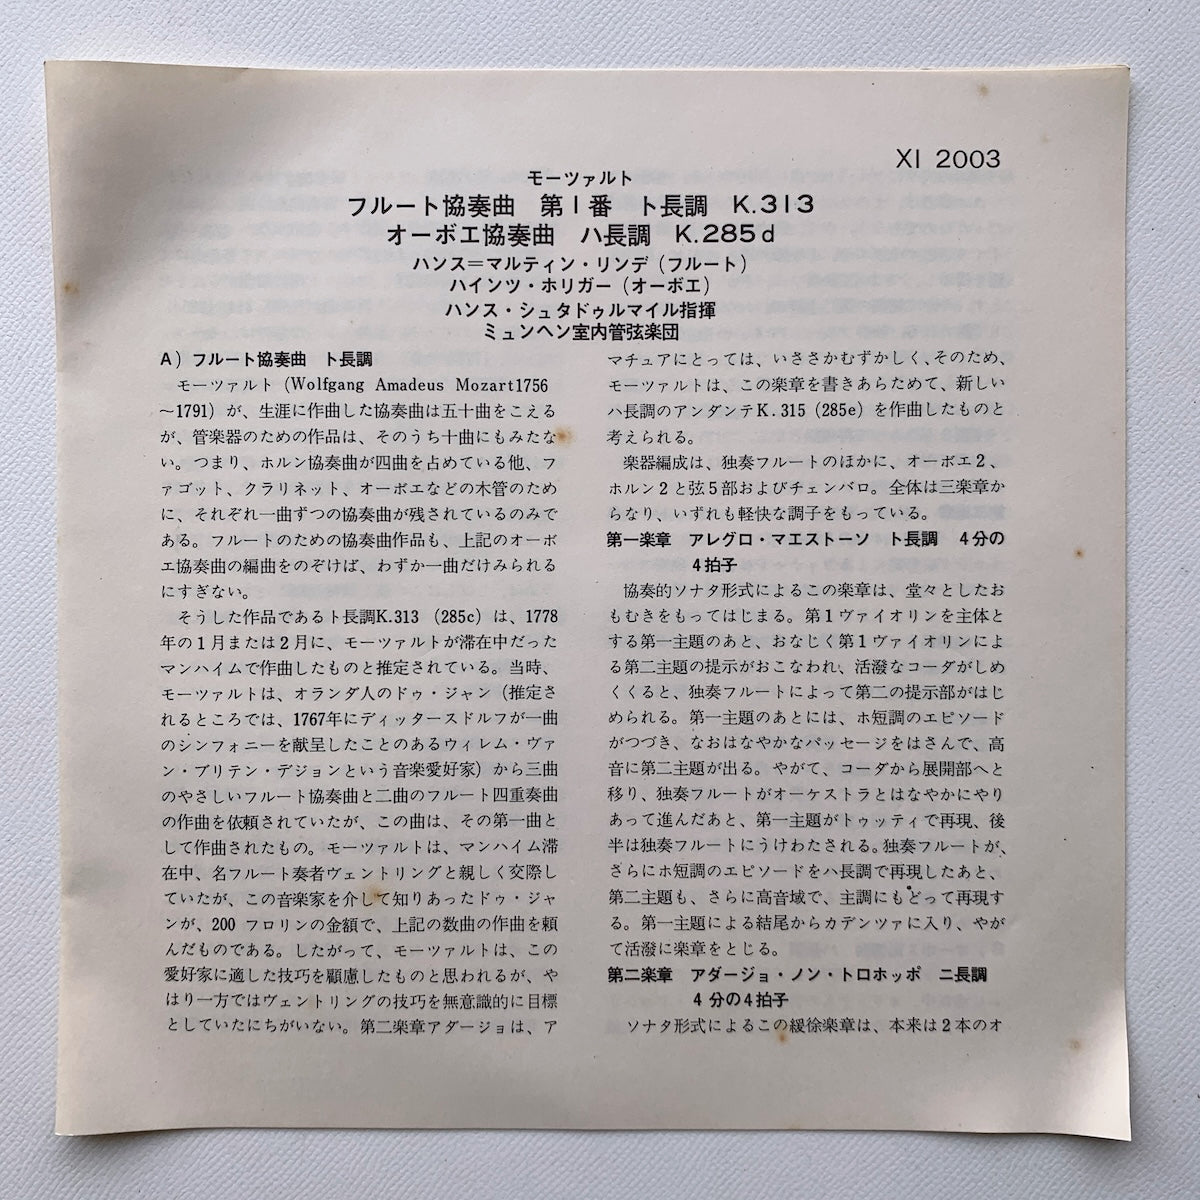 XI 2003
モーツァルト
フルート協奏曲 第1番 ト長調 K.313
オーボエ協奏曲 ハ長調 K.285d
ハンス=マルティン・リンデ（フルート）
ハインツ・ホリガー（オーボエ）
ハンス・シュタドゥルマイル指揮
ミュンヘン室内管弦楽団
A）フルート協奏曲 ト長調
モーツァルト（Wolfgang Amadeus Mozart1756
～1791）が、生涯に作曲した協奏曲は五十曲をこえる
が、管楽器のための作品は、そのうち十曲にもみたな
い。つまり、ホルン協奏曲が四曲を占めている他、フ
ァゴット、クラリネット、オーボエなどの木管のため
に、それぞれ一曲ずつの協奏曲が残されているのみで
ある。フルートのための協奏曲作品も、上記のオーボ
エ協奏曲の編曲をのぞけば、わずか一曲だけみられる
にすぎない。
そうした作品であるト長調K.313 （285c）は、1778
年の1月または2月に、モーツァルトが滞在中だった
マンハイムで作曲したものと推定されている。当時、
モーツァルトは、オランダ人のドゥ・ジャン（推定さ
れるところでは、1767年にディッタースドルフが一曲
のシンフォニーを献呈したことのあるウィレム・ヴァ
ン・ブリテン・デジョンという音楽愛好家）から三曲
のやさしいフルート協奏曲と二曲のフルート四重奏曲
の作曲を依頼されていたが、この曲は、その第一曲と
して作曲されたもの。モーツァルトは、マンハイム滞
在中、名フルート奏者ヴェントリングと親しく交際し
ていたが、この音楽家を介して知りあったドゥ・ジャ
ンが、200 フロリンの金額で、上記の数曲の作曲を頼
んだものである。したがって、モーツァルトは、この
愛好家に適した技巧を顧慮したものと思われるが、や
はり一方ではヴェントリングの技巧を無意識的に目標
としていたにちがいない。第二楽章アダージョは、ア
マチュアにとっては、いささかむずかしく、そのため、
モーツァルトは、この楽章を書きあらためて、新しい
ハ長調のアンダンテK.315（285e）を作曲したものと
考えられる。
楽器編成は、独奏フルートのほかに、オーボエ2、
ホルン2と弦5部およびチェンバロ。全体は三楽章か
らなり、いずれも軽快な調子をもっている。
第一楽章 アレグロ・マエストーソ ト長調 4分の
4拍子
協奏的ソナタ形式によるこの楽章は、堂々としたお
もむきをもってはじまる。第1ヴァイオリンを主体と
する第一主題のあと、おなじく第1ヴァイオリンによ
る第二主題の提示がおこなわれ、活潑なコーダがしめ
くくると、独奏フルートによって第二の提示部がはじ
められる。第一主題のあとには、ホ短調のエピソード
がつづき、なおはなやかなパッセージをはさんで、高
音に第二主題が出る。やがて、コーダから展開部へと
移り、独奏フルートがオーケストラとはなやかにやり
あって進んだあと、第一主題がトゥッティで再現、後
半は独奏フルートにうけわたされる。独奏フルートが、
さらにホ短調のエピソードをハ長調で再現したあと、
第二主題も、さらに高音域で、主調にもどって再現す
る。第一主題による結尾からカデンツァに入り、やが
て活潑に楽章をとじる。
第二楽章 アダージョ・ノン・トロホッポ ニ長調
4分の4拍子
ソナタ形式によるこの緩徐楽章は、本来は2本のオ